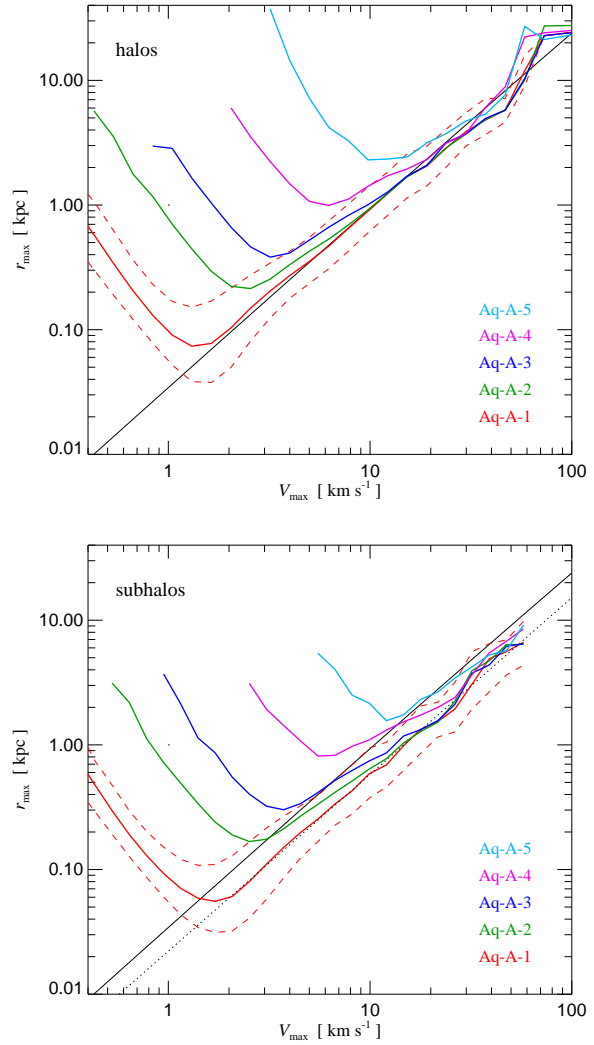 halos
10.00
1.00
0.10
0.01
r_max [ kpc ]
Aq-A-5
Aq-A-4
Aq-A-3
Aq-A-2
Aq-A-1
1 10 100
V_max [ km s^-1 ]
subhalos
10.00
1.00
0.10
0.01
r_max [ kpc ]
Aq-A-5
Aq-A-4
Aq-A-3
Aq-A-2
Aq-A-1
1 10 100
V_max [ km s^-1 ]